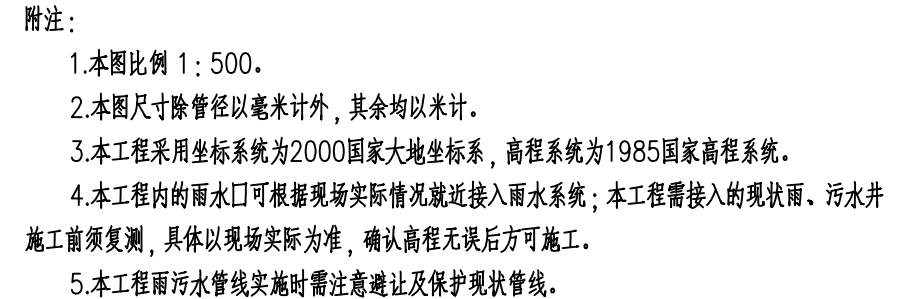 附注：
1.本图比例 1：500。
2.本图尺寸除管径以毫米计外，其余均以米计。
3.本工程采用坐标系统为2000国家大地坐标系，高程系统为1985国家高程系统。
4.本工程内的雨水口可根据现场实际情况就近接入雨水系统；本工程需接入的现状雨、污水井
施工前须复测，具体以现场实际为准，确认高程无误后方可施工。
5.本工程雨污水管线实施时需注意避让及保护现状管线。